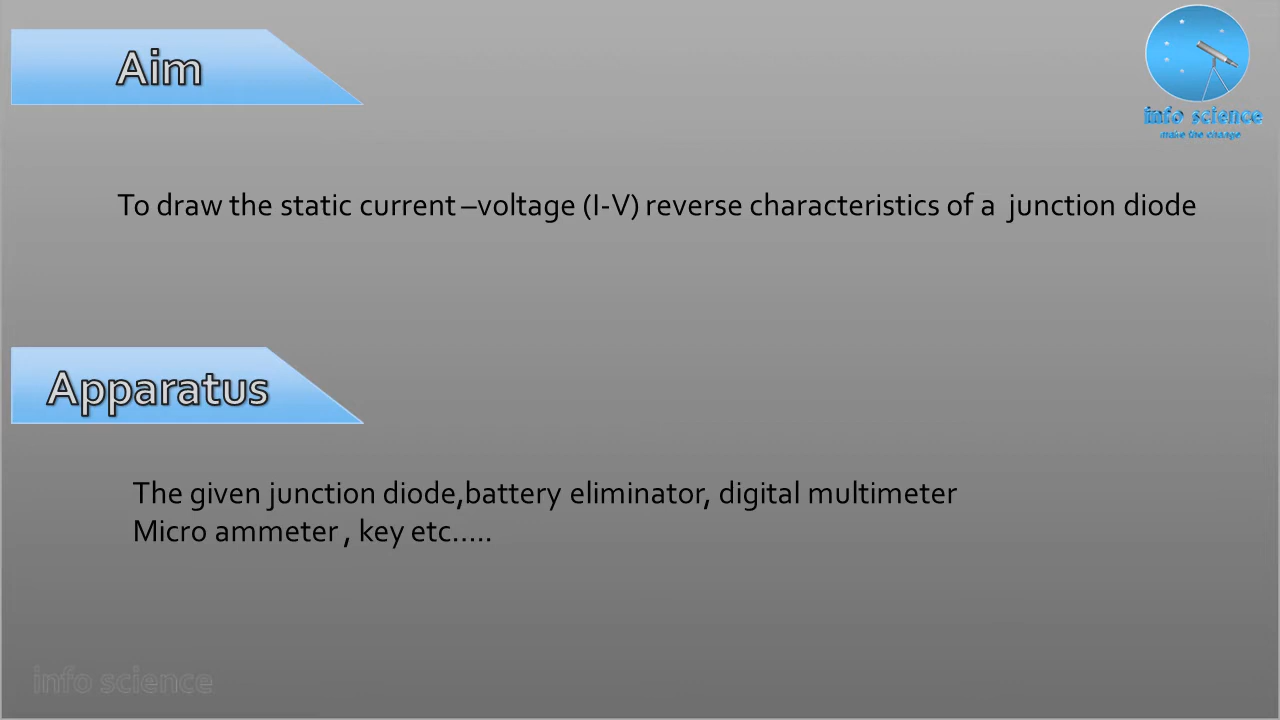 Aim
info science
make the change
To draw the static current –voltage (I-V) reverse characteristics of a  junction diode
Apparatus
The given junction diode,battery eliminator, digital multimeter
Micro ammeter , key etc.....
info science